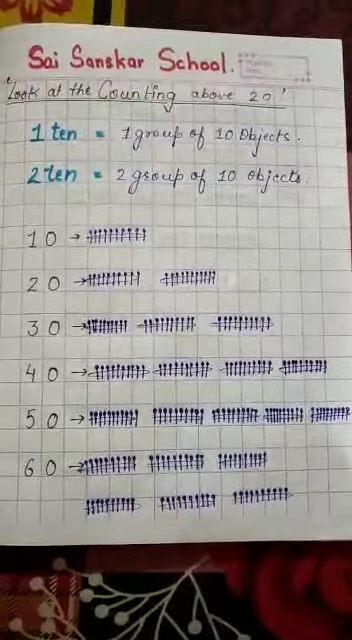 Sai Sanskar School.
'Look at the Counting above 20'
1 ten = 1 group of 10 Objects.
2 ten = 2 group of 10 objects.
10 →
20 →
30 →
40 →
50 →
60 →